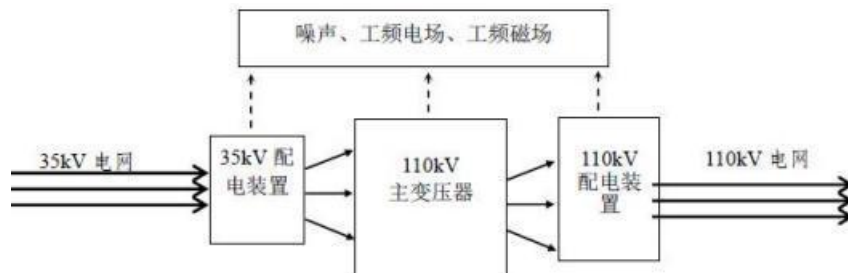 噪声、工频电场、工频磁场
35kV 电网
35kV 配
电装置
110kV
主变压器
110kV
配电装
置
110kV 电网